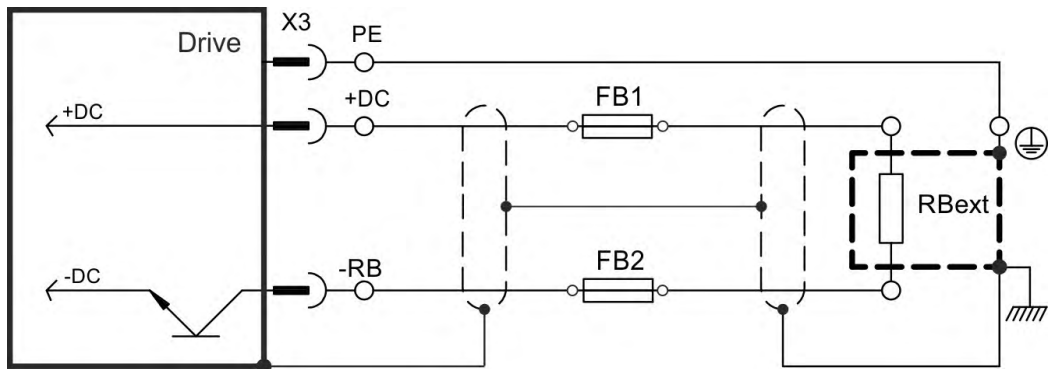 X3
PE
Drive
+DC
+DC
FB1
RBext
-DC
-RB
FB2